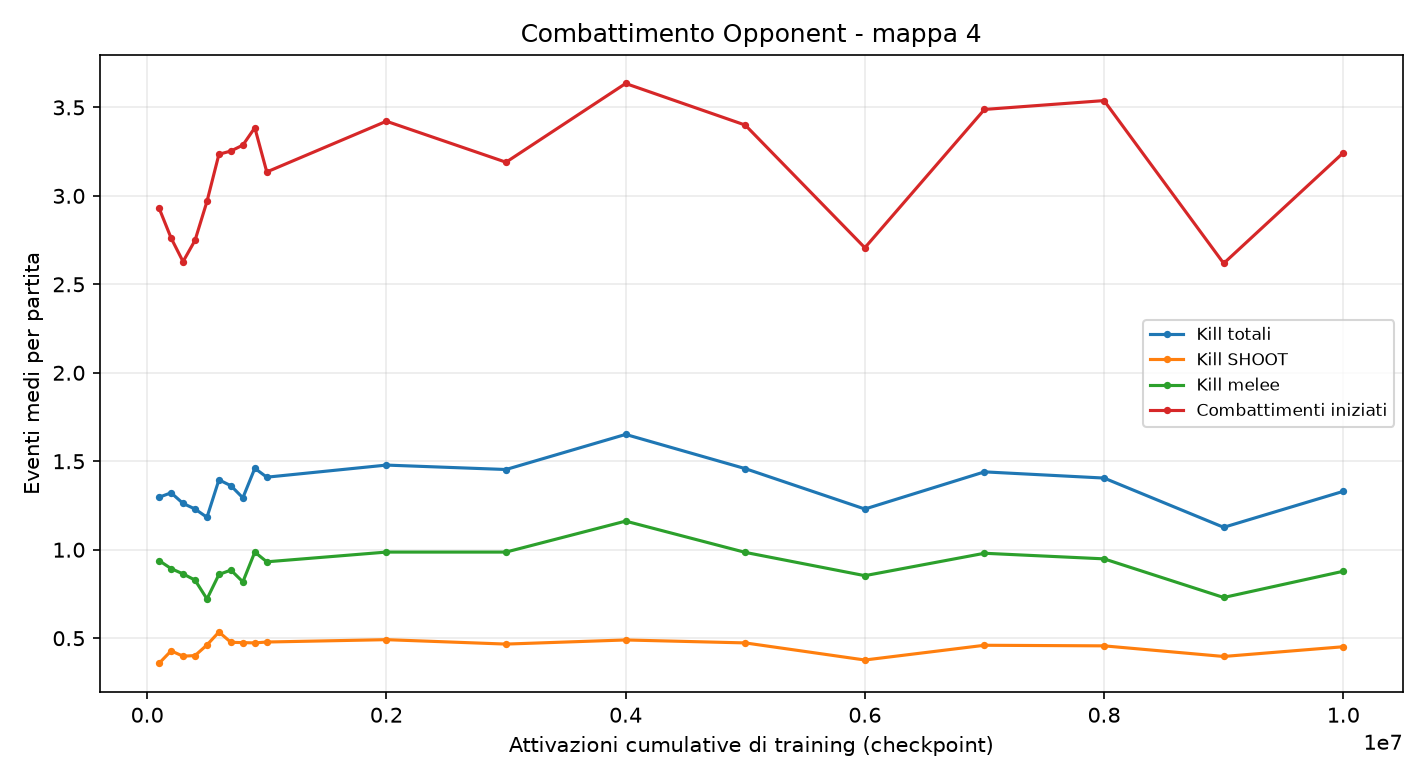 Combattimento Opponent - mappa 4
Eventi medi per partita
3.5
3.0
2.5
2.0
1.5
1.0
0.5
Kill totali
Kill SHOOT
Kill melee
Combattimenti iniziati
0.0 0.2 0.4 0.6 0.8 1.0
1e7
Attivazioni cumulative di training (checkpoint)